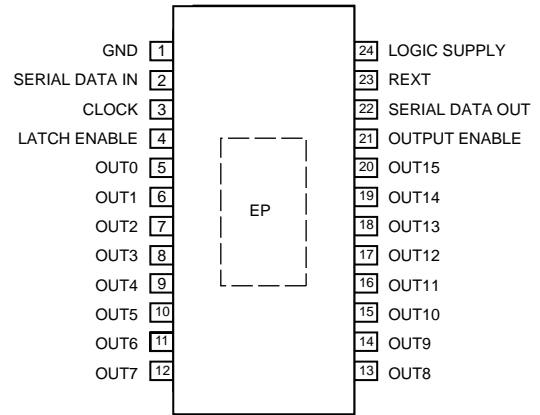 GND 1 24 LOGIC SUPPLY
SERIAL DATA IN 2 23 REXT
CLOCK 3 22 SERIAL DATA OUT
LATCH ENABLE 4 21 OUTPUT ENABLE
OUT0 5 20 OUT15
OUT1 6 19 OUT14
OUT2 7 EP 18 OUT13
OUT3 8 17 OUT12
OUT4 9 16 OUT11
OUT5 10 15 OUT10
OUT6 11 14 OUT9
OUT7 12 13 OUT8